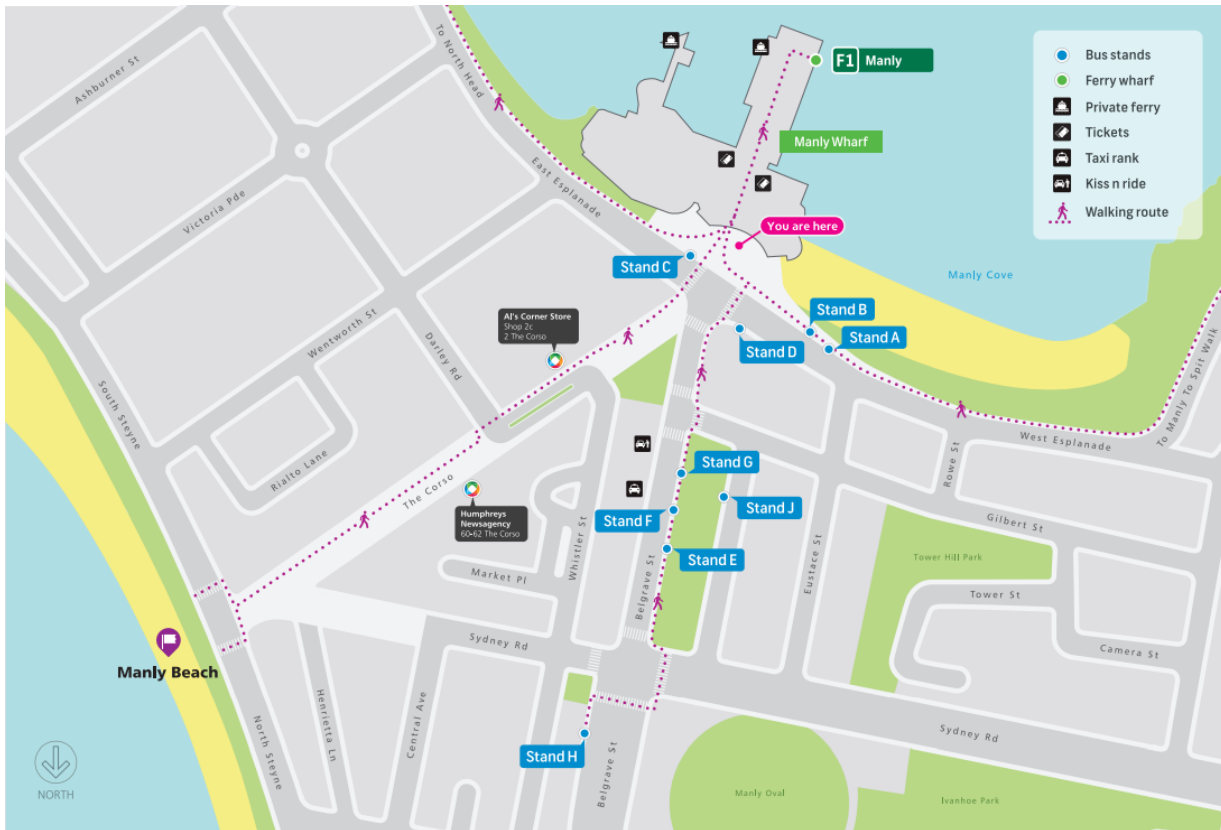 Ashburner St
To North Head
F1 Manly
Bus stands
Ferry wharf
Private ferry
Tickets
Taxi rank
Kiss n ride
Walking route
Manly Wharf
East Esplanade
Victoria Pde
You are here
Stand C
Manly Cove
Al's Corner Store
Shop 2c
2 The Corso
Stand B
Stand A
Stand D
Wentworth St
Darley Rd
South Steyne
To Manly To Spit Walk
West Esplanade
Rowe St
Rialto Lane
The Corso
Stand G
Stand J
Stand F
Stand E
Humphreys
Newsagency
60-62 The Corso
Gilbert St
Whistler St
Belgrave St
Eustace St
Tower Hill Park
Market Pl
Tower St
Sydney Rd
Camera St
Manly Beach
Henrietta Ln
Central Ave
North Steyne
Stand H
Belgrave St
Sydney Rd
Manly Oval
Ivanhoe Park
NORTH